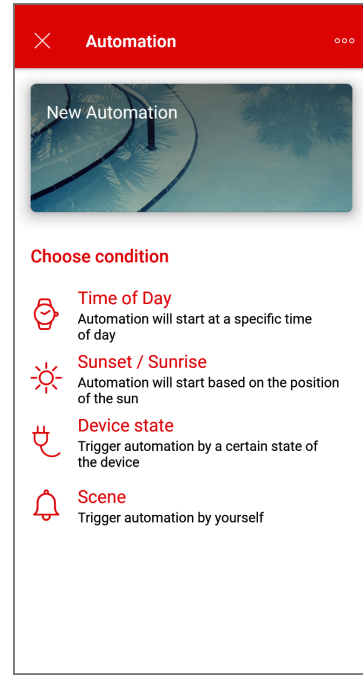 Automation
New Automation
Choose condition
Time of Day
Automation will start at a specific time
of day
Sunset / Sunrise
Automation will start based on the position
of the sun
Device state
Trigger automation by a certain state of
the device
Scene
Trigger automation by yourself